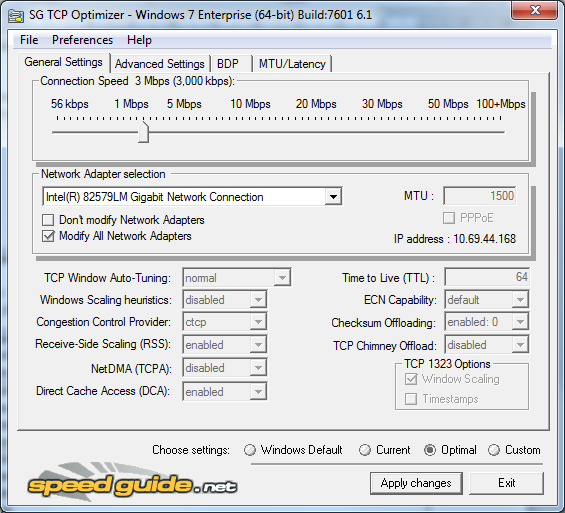 SG TCP Optimizer - Windows 7 Enterprise (64-bit) Build:7601 6.1
File Preferences Help
General Settings Advanced Settings BDP MTU/Latency
Connection Speed 3 Mbps (3,000 kbps):
56 kbps 1 Mbps 5 Mbps 10 Mbps 20 Mbps 30 Mbps 50 Mbps 100+Mbps
Network Adapter selection
Intel(R) 82579LM Gigabit Network Connection MTU : 1500
Don't modify Network Adapters PPPoE
Modify All Network Adapters IP address : 10.69.44.168
TCP Window Auto-Tuning: normal Time to Live (TTL) : 64
Windows Scaling heuristics: disabled ECN Capability: default
Congestion Control Provider: ctcp Checksum Offloading: enabled: 0
Receive-Side Scaling (RSS): enabled TCP Chimney Offload: disabled
NetDMA (TCPA): disabled TCP 1323 Options
Window Scaling
Direct Cache Access (DCA): enabled Timestamps
Choose settings: Windows Default Current Optimal Custom
speedguide.net Apply changes Exit